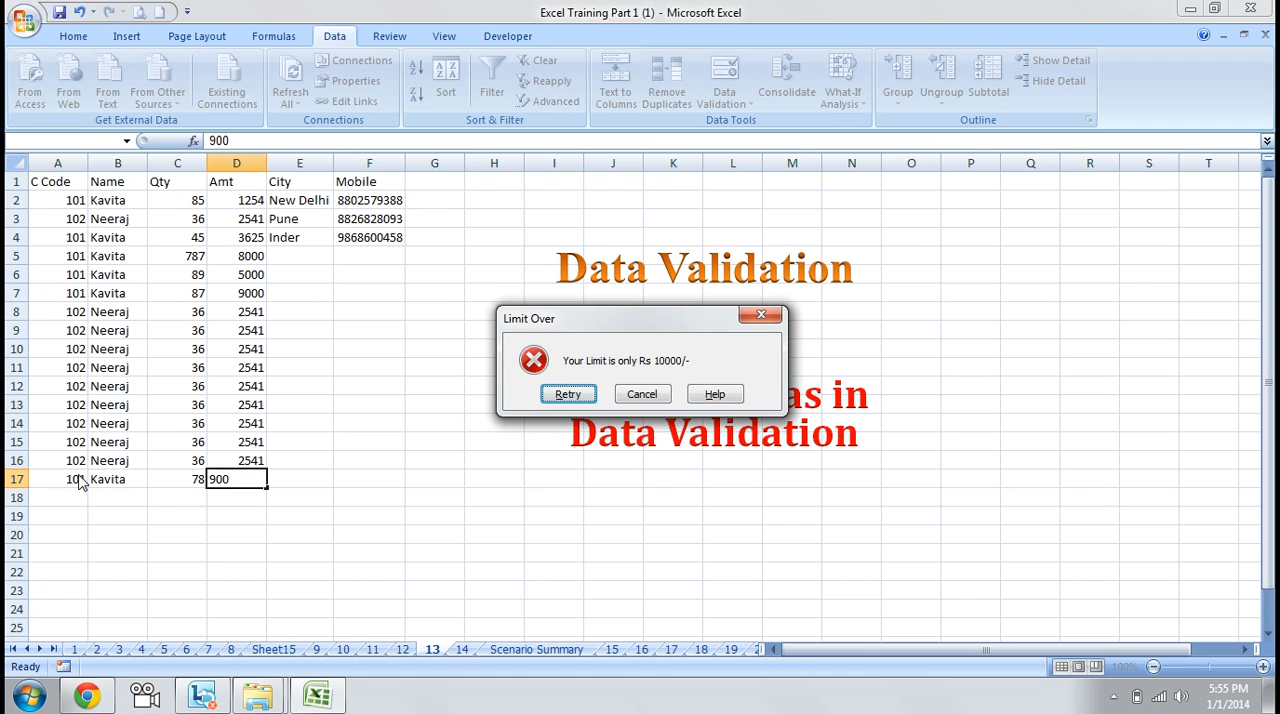 Excel Training Part 1 (1) - Microsoft Excel
Home Insert Page Layout Formulas Data Review View Developer
From Access
From Web
From Text
From Other Sources
Existing Connections
Get External Data
Refresh All
Connections
Properties
Edit Links
Connections
Sort
Filter
Clear
Reapply
Advanced
Sort & Filter
Text to Columns
Remove Duplicates
Data Validation
Consolidate
What-If Analysis
Data Tools
Group
Ungroup
Subtotal
Show Detail
Hide Detail
Outline
fx 900
A B C D E F G H I J K L M N O P Q R S T
1 C Code Name Qty Amt City Mobile
2 101 Kavita 85 1254 New Delhi 8802579388
3 102 Neeraj 36 2541 Pune 8826828093
4 101 Kavita 45 3625 Inder 9868600458
5 101 Kavita 787 8000
6 101 Kavita 89 5000
7 101 Kavita 87 9000
8 102 Neeraj 36 2541
9 102 Neeraj 36 2541
10 102 Neeraj 36 2541
11 102 Neeraj 36 2541
12 102 Neeraj 36 2541
13 102 Neeraj 36 2541
14 102 Neeraj 36 2541
15 102 Neeraj 36 2541
16 102 Neeraj 36 2541
17 101 Kavita 78 900
18
19
20
21
22
23
24
25
Data Validation
Limit Over
Your Limit is only Rs 10000/-
Retry Cancel Help
as in
Data Validation
1 2 3 4 5 6 7 8 Sheet15 9 10 11 12 13 14 Scenario Summary 15 16 17 18 19 2
Ready
100%
5:55 PM
1/1/2014